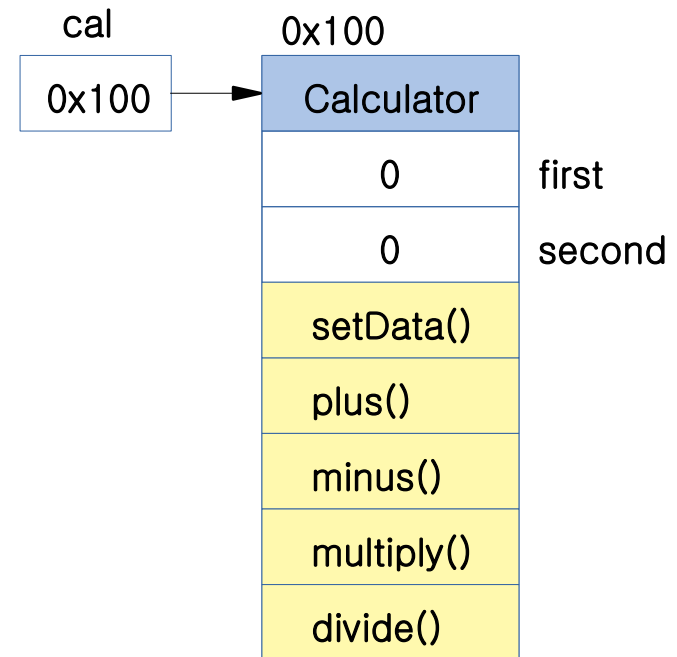 cal
0x100
0x100
Calculator
0 first
0 second
setData()
plus()
minus()
multiply()
divide()